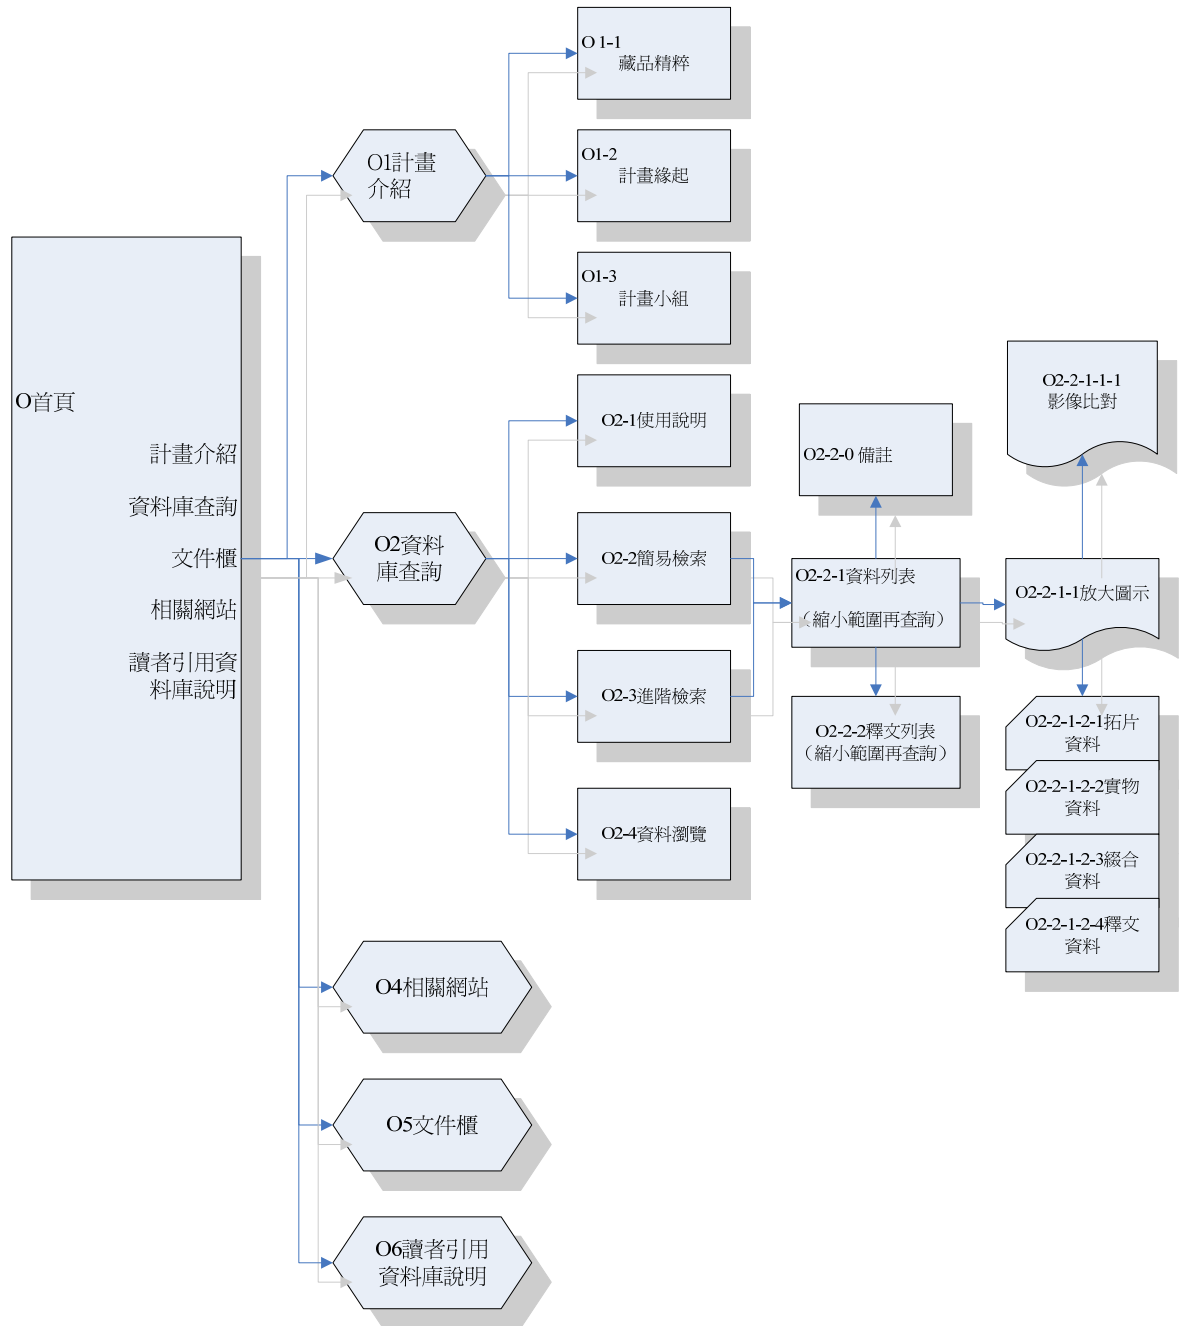 O首頁
計畫介紹
資料庫查詢
文件櫃
相關網站
讀者引用資
料庫說明
O1計畫
介紹
O 1-1
藏品精粹
O1-2
計畫緣起
O1-3
計畫小組
O2資料
庫查詢
O2-1使用說明
O2-2簡易檢索
O2-3進階檢索
O2-4資料瀏覽
O2-2-0 備註
O2-2-1資料列表
（縮小範圍再查詢）
O2-2-2釋文列表
（縮小範圍再查詢）
O2-2-1-1-1
影像比對
O2-2-1-1放大圖示
O2-2-1-2-1拓片
資料
O2-2-1-2-2實物
資料
O2-2-1-2-3綴合
資料
O2-2-1-2-4釋文
資料
O4相關網站
O5文件櫃
O6讀者引用
資料庫說明